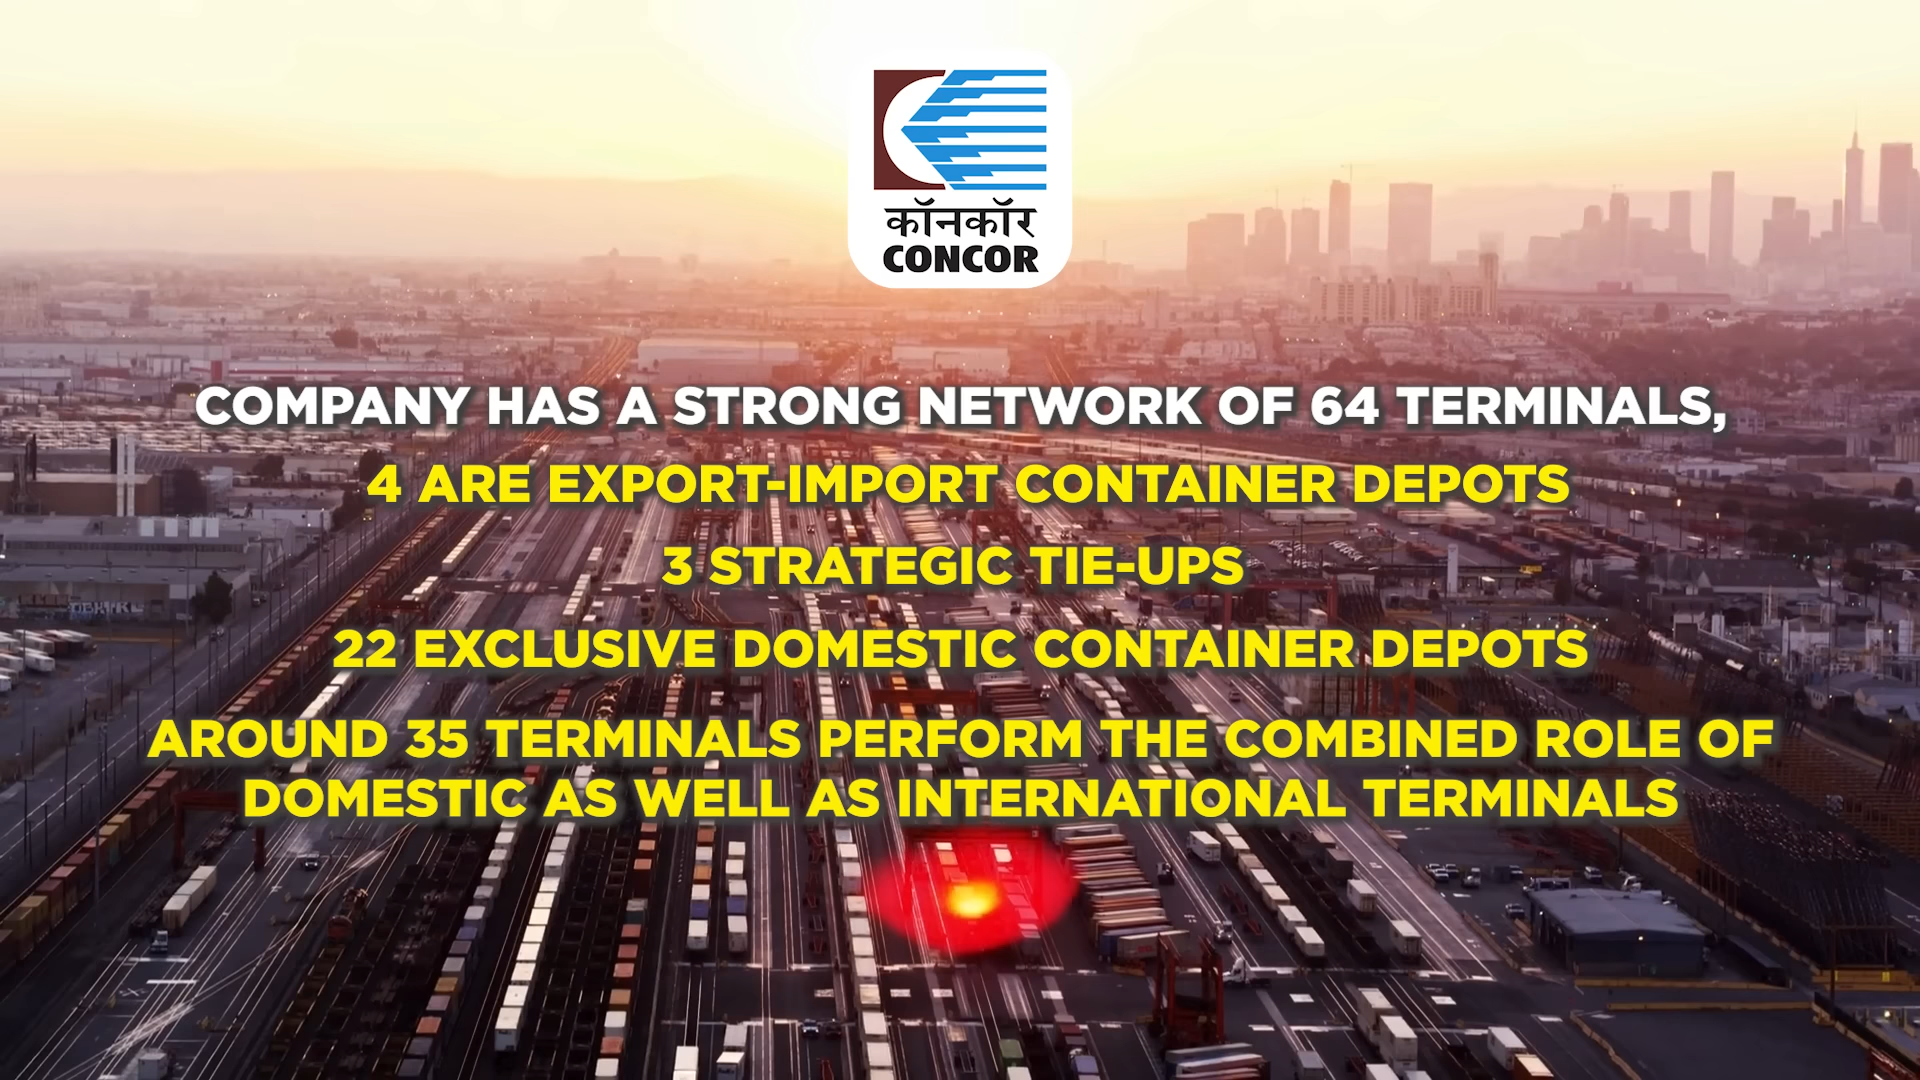 कॉनकॉर
CONCOR
COMPANY HAS A STRONG NETWORK OF 64 TERMINALS,
4 ARE EXPORT-IMPORT CONTAINER DEPOTS
3 STRATEGIC TIE-UPS
22 EXCLUSIVE DOMESTIC CONTAINER DEPOTS
AROUND 35 TERMINALS PERFORM THE COMBINED ROLE OF
DOMESTIC AS WELL AS INTERNATIONAL TERMINALS